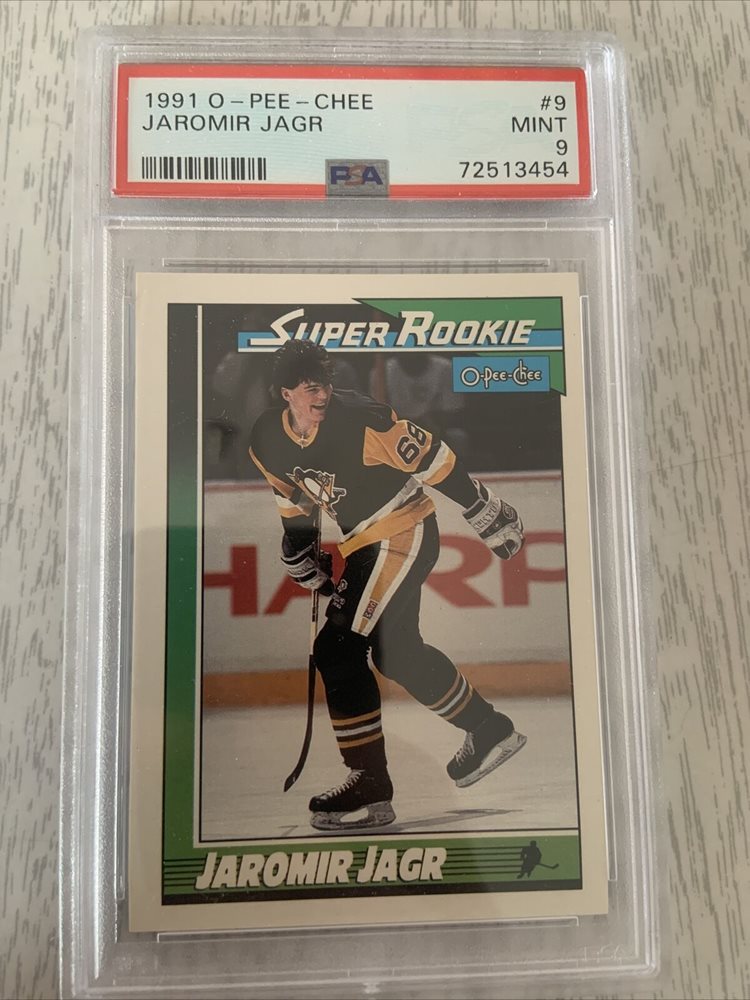 1991 O-PEE-CHEE #9
JAROMIR JAGR MINT
9
PSA 72513454
SUPER ROOKIE
O-Pee-Chee
68
HARP
JAROMIR JAGR